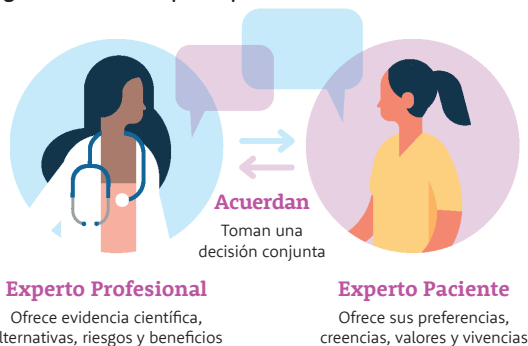 Acuerdan
Toman una
decisión conjunta
Experto Profesional
Ofrece evidencia científica,
lternativas, riesgos y beneficios
Experto Paciente
Ofrece sus preferencias,
creencias, valores y vivencias